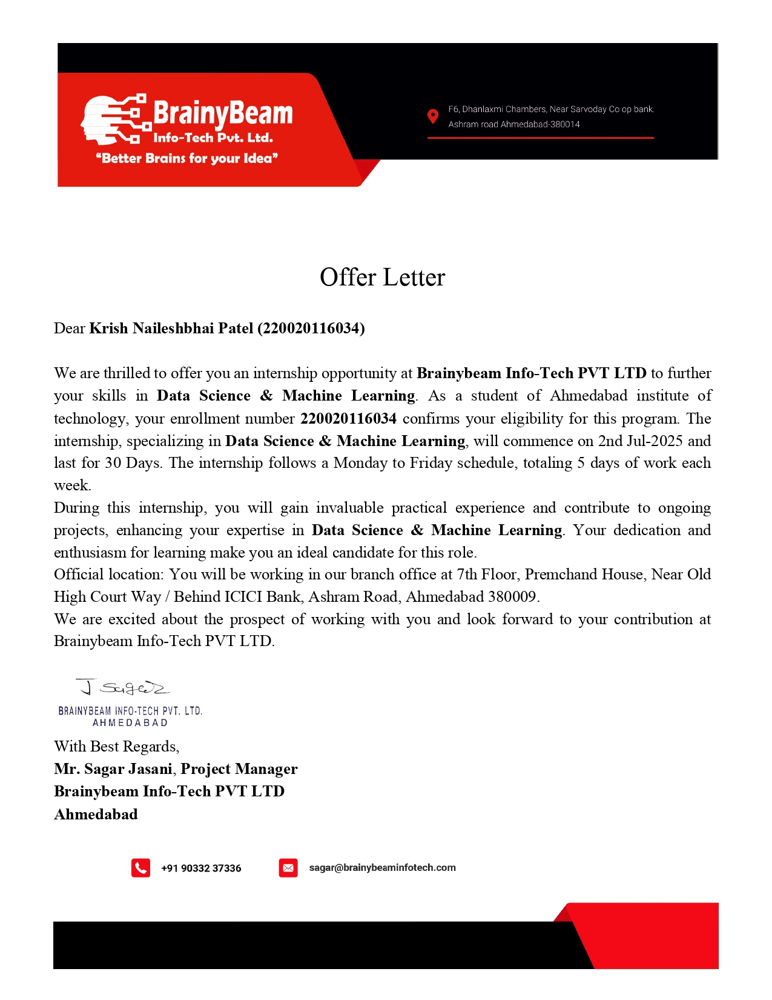 BrainyBeam
Info-Tech Pvt. Ltd.
“Better Brains for your Idea”
F6, Dhanlaxmi Chambers, Near Sarvoday Co op bank.
Ashram road Ahmedabad-380014
Offer Letter
Dear Krish Naileshbhai Patel (220020116034)
We are thrilled to offer you an internship opportunity at Brainybeam Info-Tech PVT LTD to further
your skills in Data Science & Machine Learning. As a student of Ahmedabad institute of
technology, your enrollment number 220020116034 confirms your eligibility for this program. The
internship, specializing in Data Science & Machine Learning, will commence on 2nd Jul-2025 and
last for 30 Days. The internship follows a Monday to Friday schedule, totaling 5 days of work each
week.
During this internship, you will gain invaluable practical experience and contribute to ongoing
projects, enhancing your expertise in Data Science & Machine Learning. Your dedication and
enthusiasm for learning make you an ideal candidate for this role.
Official location: You will be working in our branch office at 7th Floor, Premchand House, Near Old
High Court Way / Behind ICICI Bank, Ashram Road, Ahmedabad 380009.
We are excited about the prospect of working with you and look forward to your contribution at
Brainybeam Info-Tech PVT LTD.
J Sagar
BRAINYBEAM INFO-TECH PVT. LTD.
AHMEDABAD
With Best Regards,
Mr. Sagar Jasani, Project Manager
Brainybeam Info-Tech PVT LTD
Ahmedabad
+91 90332 37336
sagar@brainybeaminfotech.com